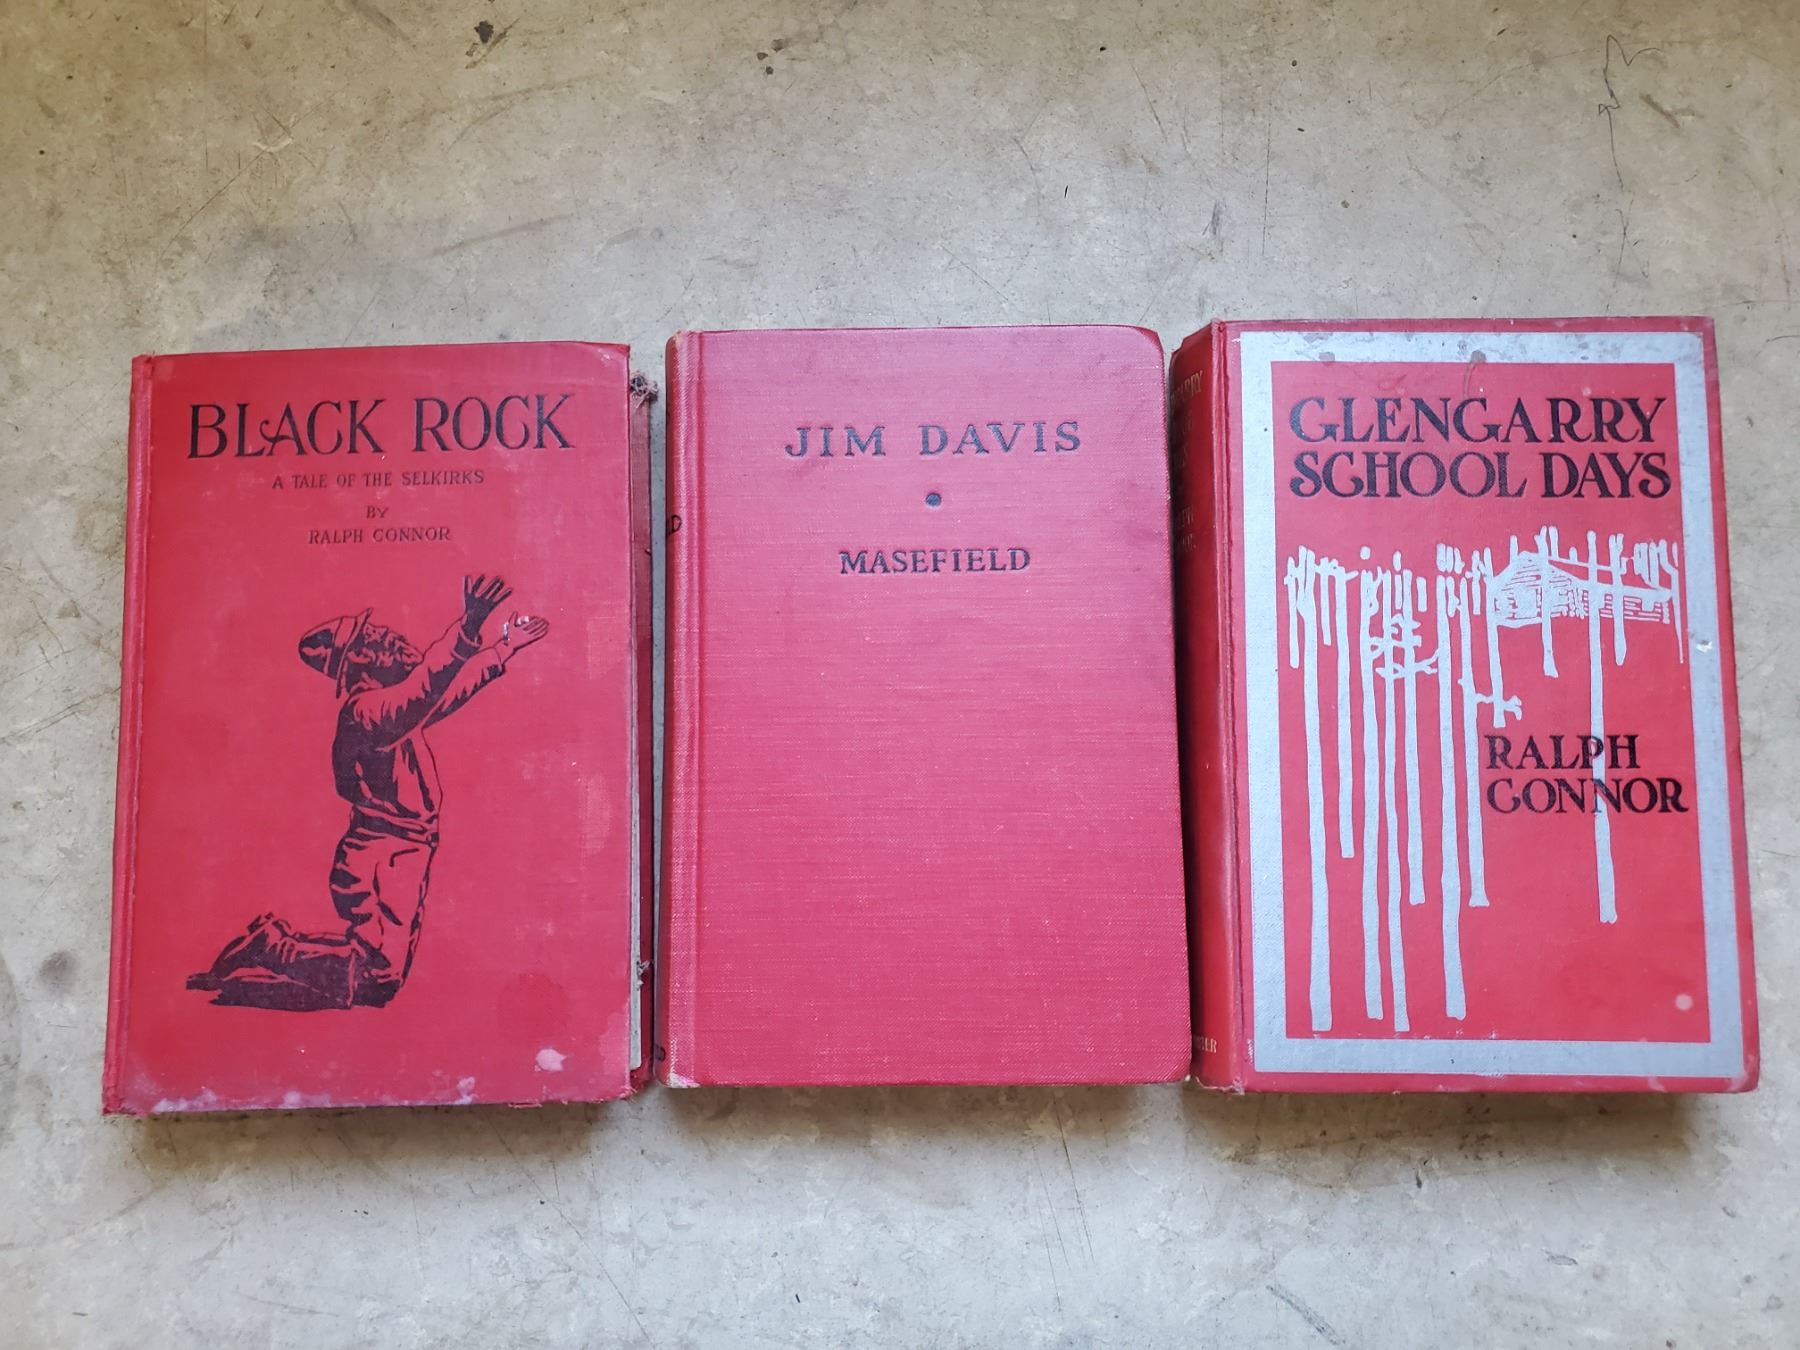 BLACK ROCK
A TALE OF THE SELKIRKS
BY
RALPH CONNOR
JIM DAVIS
MASEFIELD
GLENGARRY
SCHOOL DAYS
RALPH
CONNOR